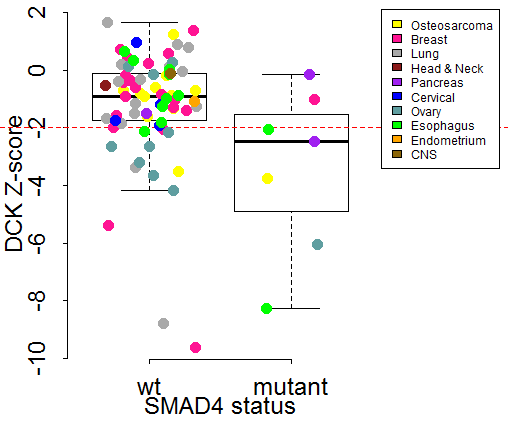 2
0
-2
-4
-6
-8
-10
DCK Z-score
wt
mutant
SMAD4 status
Osteosarcoma
Breast
Lung
Head & Neck
Pancreas
Cervical
Ovary
Esophagus
Endometrium
CNS